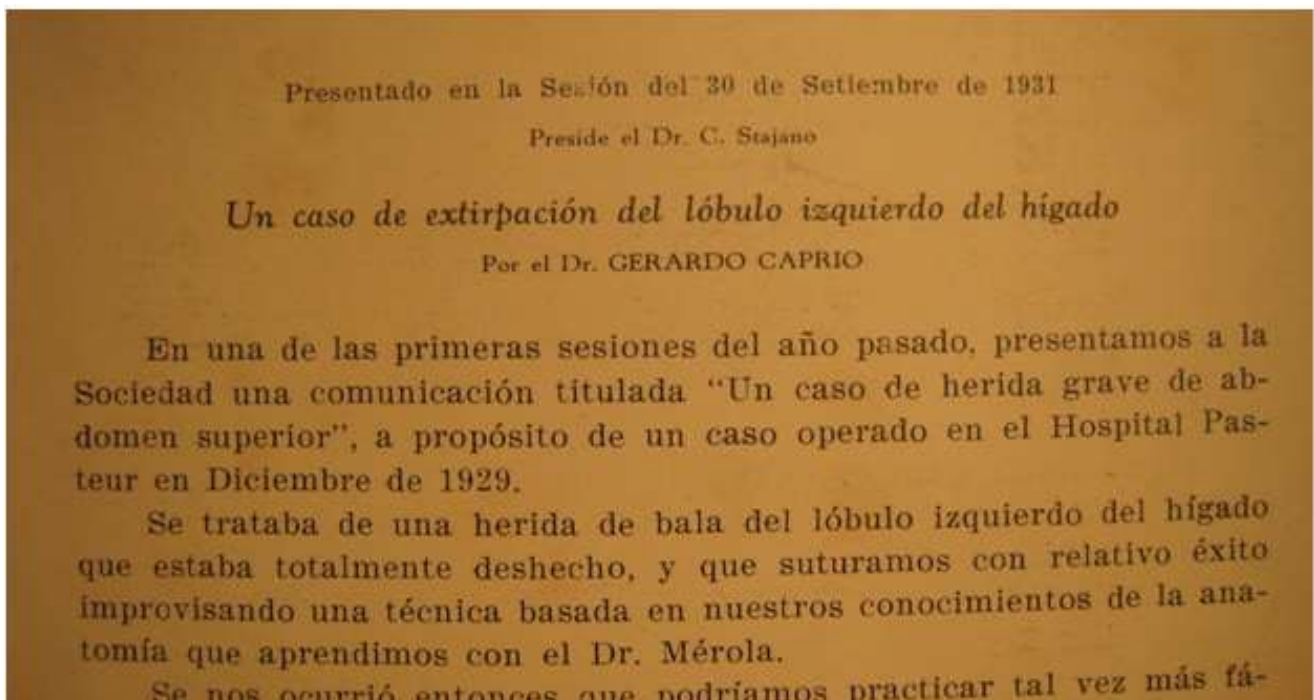 Presentado en la Sesión del 30 de Setiembre de 1931
Preside el Dr. C. Stajano
Un caso de extirpación del lóbulo izquierdo del hígado
Por el Dr. GERARDO CAPRIO
En una de las primeras sesiones del año pasado, presentamos a la
Sociedad una comunicación titulada “Un caso de herida grave de ab-
domen superior”, a propósito de un caso operado en el Hospital Pas-
teur en Diciembre de 1929.
Se trataba de una herida de bala del lóbulo izquierdo del hígado
que estaba totalmente deshecho, y que suturamos con relativo éxito
improvisando una técnica basada en nuestros conocimientos de la ana-
tomía que aprendimos con el Dr. Mérola.
Se nos ocurrió entonces que podríamos practicar tal vez más fá-